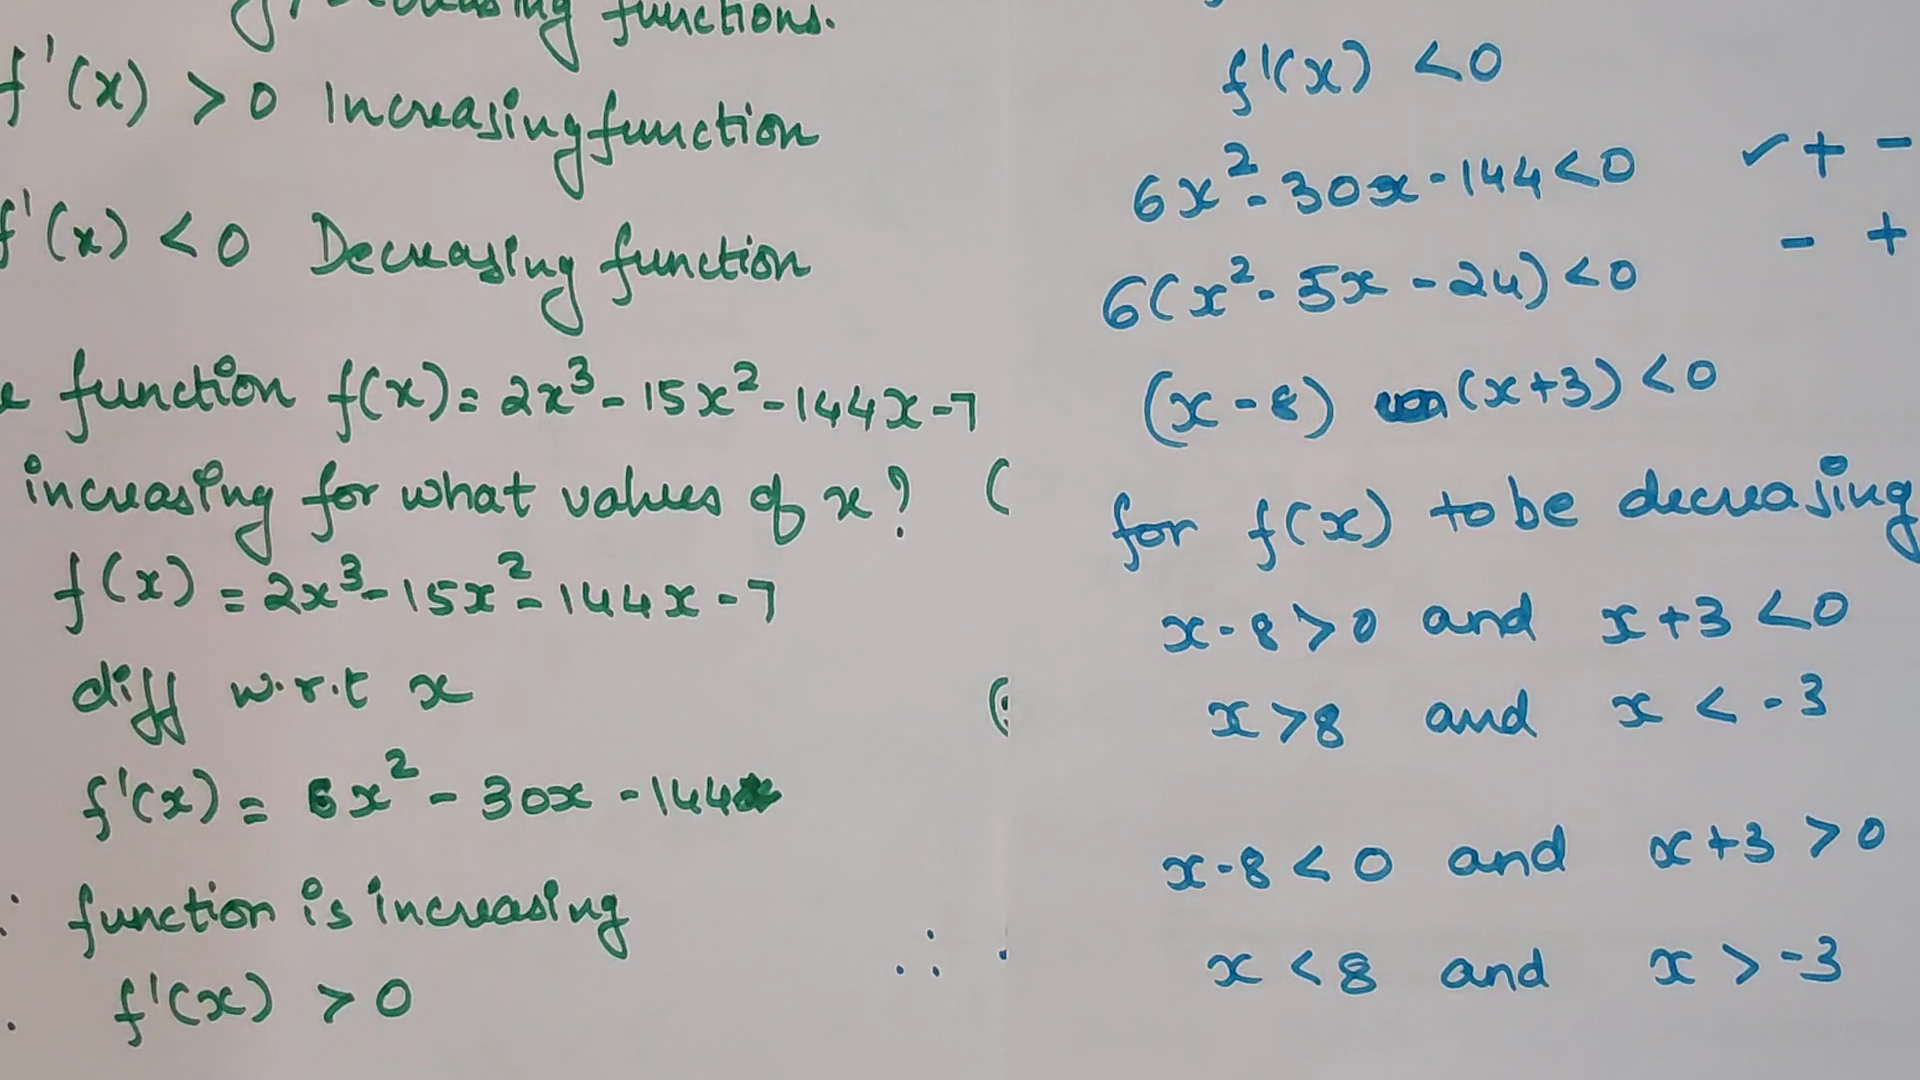 functions.
f'(x) > 0 Increasing function
f'(x) < 0 Decreasing function
function f(x) = 2x³ - 15x² - 144x - 7
increasing for what values of x? (
f(x) = 2x³ - 15x² - 144x - 7
diff w.r.t x
f'(x) = 6x² - 30x - 144
function is increasing
f'(x) > 0
∴
f'(x) < 0
6x² - 30x - 144 < 0
✓ + -
- +
6(x² - 5x - 24) < 0
(x - 8) (x + 3) < 0
for f(x) to be decreasing
x - 8 > 0 and x + 3 < 0
x > 8 and x < -3
x - 8 < 0 and x + 3 > 0
x < 8 and x > -3